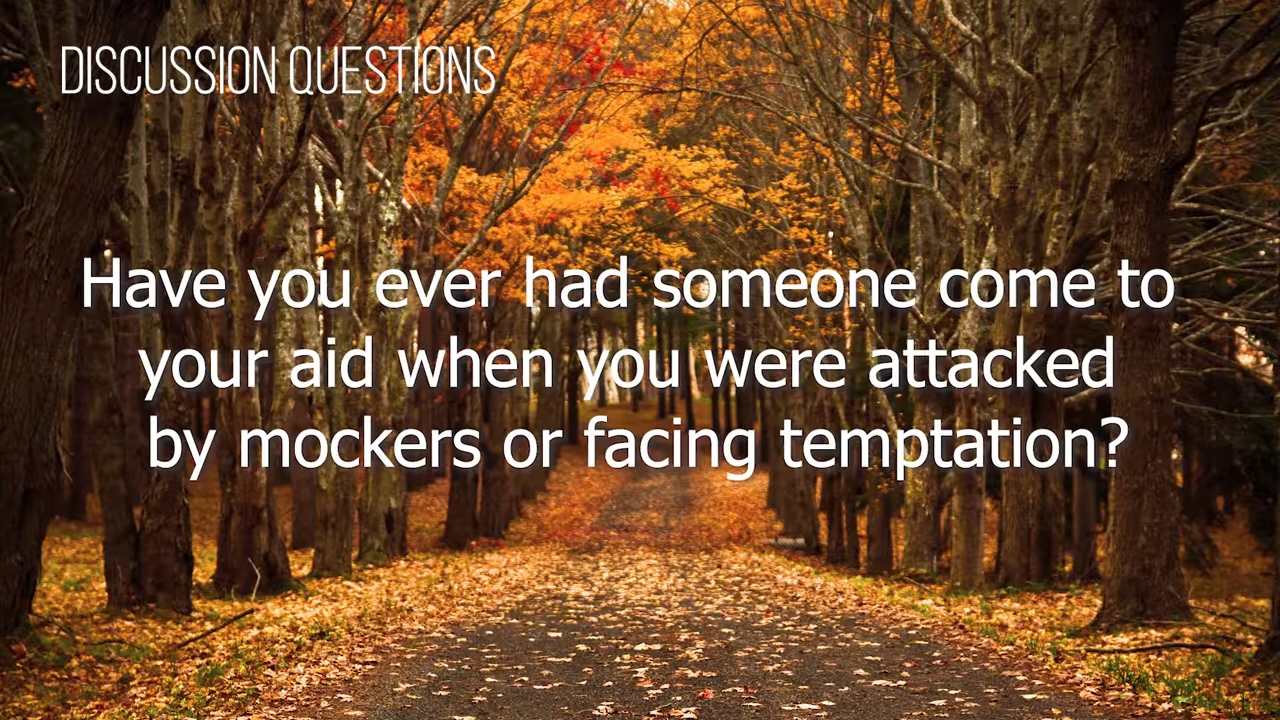 DISCUSSION QUESTIONS
Have you ever had someone come to
your aid when you were attacked
by mockers or facing temptation?